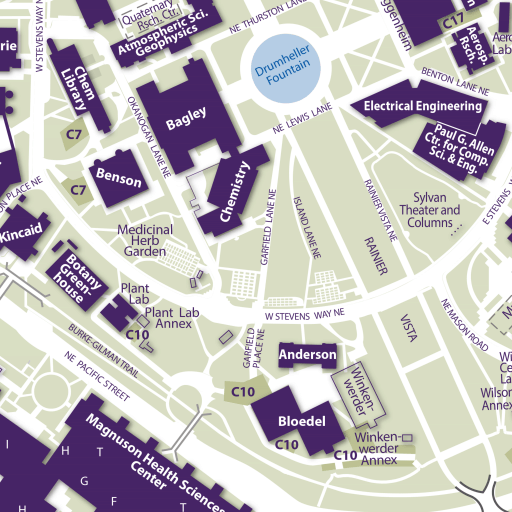 Quaternary
Rsch. Ctr.
Atmospheric Sci.
Geophysics
NE THURSTON LANE
Drumheller
Fountain
C17
Aerosp.
Rsch.
W STEVENS WAY NE
Chem
Library
OKANOGAN LANE NE
Bagley
NE LEWIS LANE
BENTON LANE NE
Electrical Engineering
Paul G. Allen
Ctr. for Comp.
Sci. & Eng.
C7
Benson
C7
Chemistry
GARFIELD LANE NE
ISLAND LANE NE
RAINIER VISTA NE
RAINIER
VISTA
Sylvan
Theater and
Columns
Kincaid
Medicinal
Herb
Garden
Botany
Green-
house
Plant
Lab
Plant Lab
Annex
C10
W STEVENS WAY NE
NE MASON ROAD
BURKE-GILMAN TRAIL
NE PACIFIC STREET
GARFIELD
PLACE NE
Anderson
C10
Winken-
werder
Bloedel
C10
Winken-
werder
Annex
C10
Magnuson Health Sciences
Center
I
H
T
G
F
H